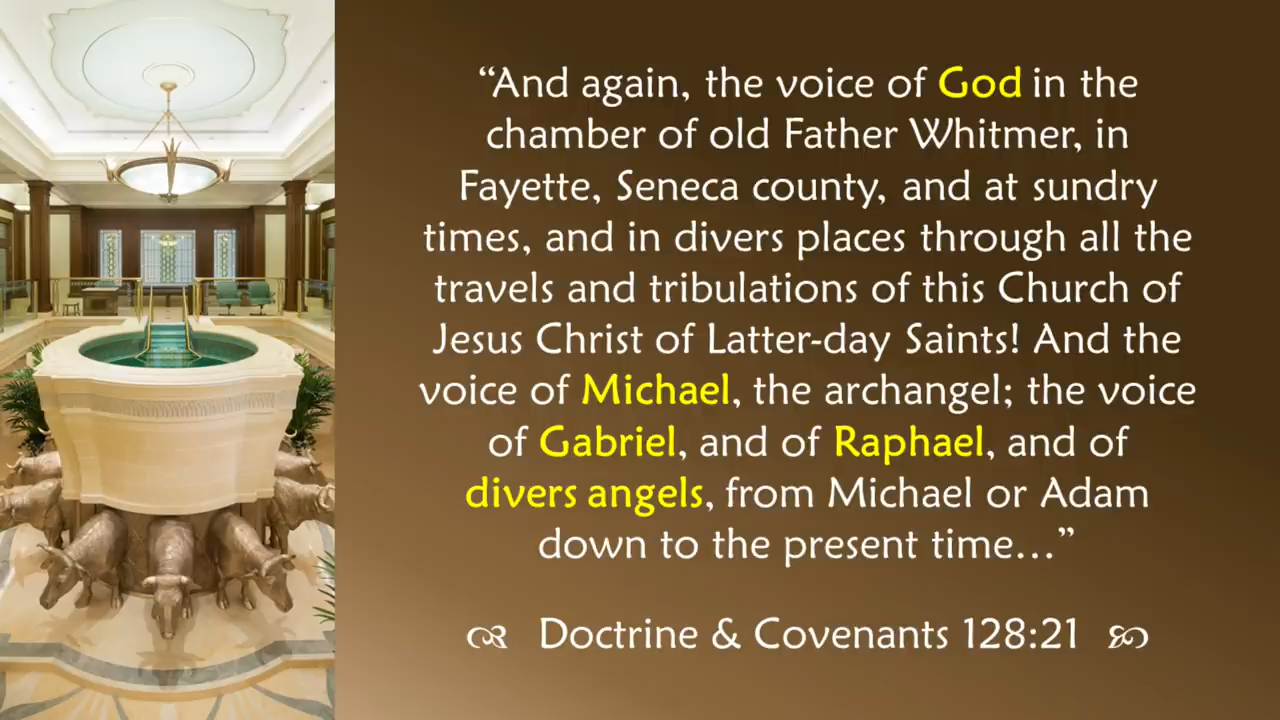 “And again, the voice of God in the
chamber of old Father Whitmer, in
Fayette, Seneca county, and at sundry
times, and in divers places through all the
travels and tribulations of this Church of
Jesus Christ of Latter-day Saints! And the
voice of Michael, the archangel; the voice
of Gabriel, and of Raphael, and of
divers angels, from Michael or Adam
down to the present time…”
Doctrine & Covenants 128:21